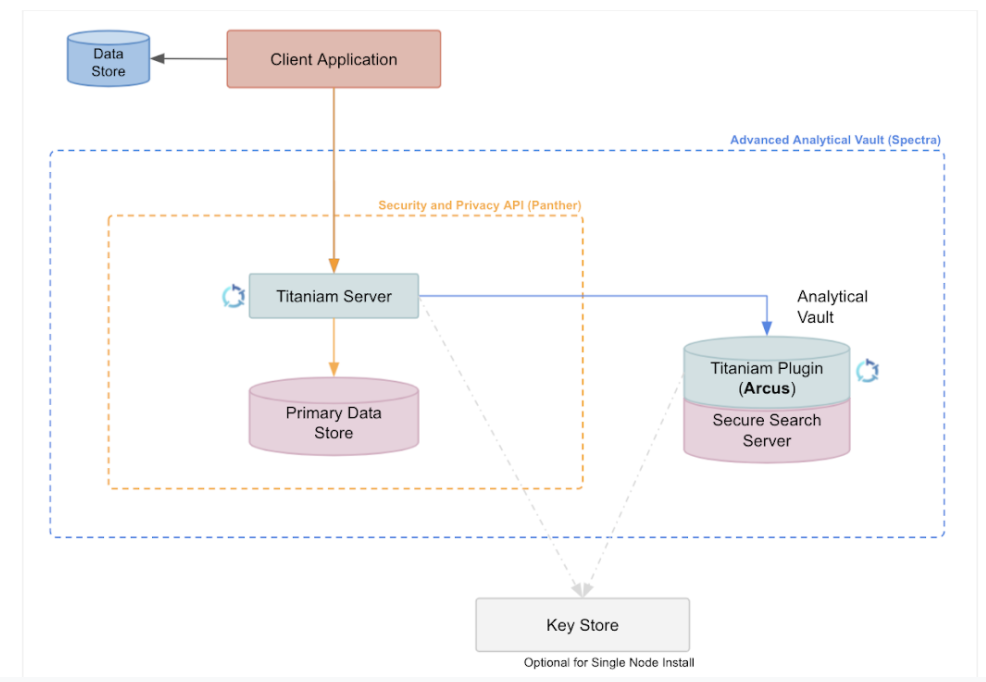 Data
Store
Client Application
Advanced Analytical Vault (Spectra)
Security and Privacy API (Panther)
Titaniam Server
Analytical
Vault
Titaniam Plugin
(Arcus)
Secure Search
Server
Primary Data
Store
Key Store
Optional for Single Node Install